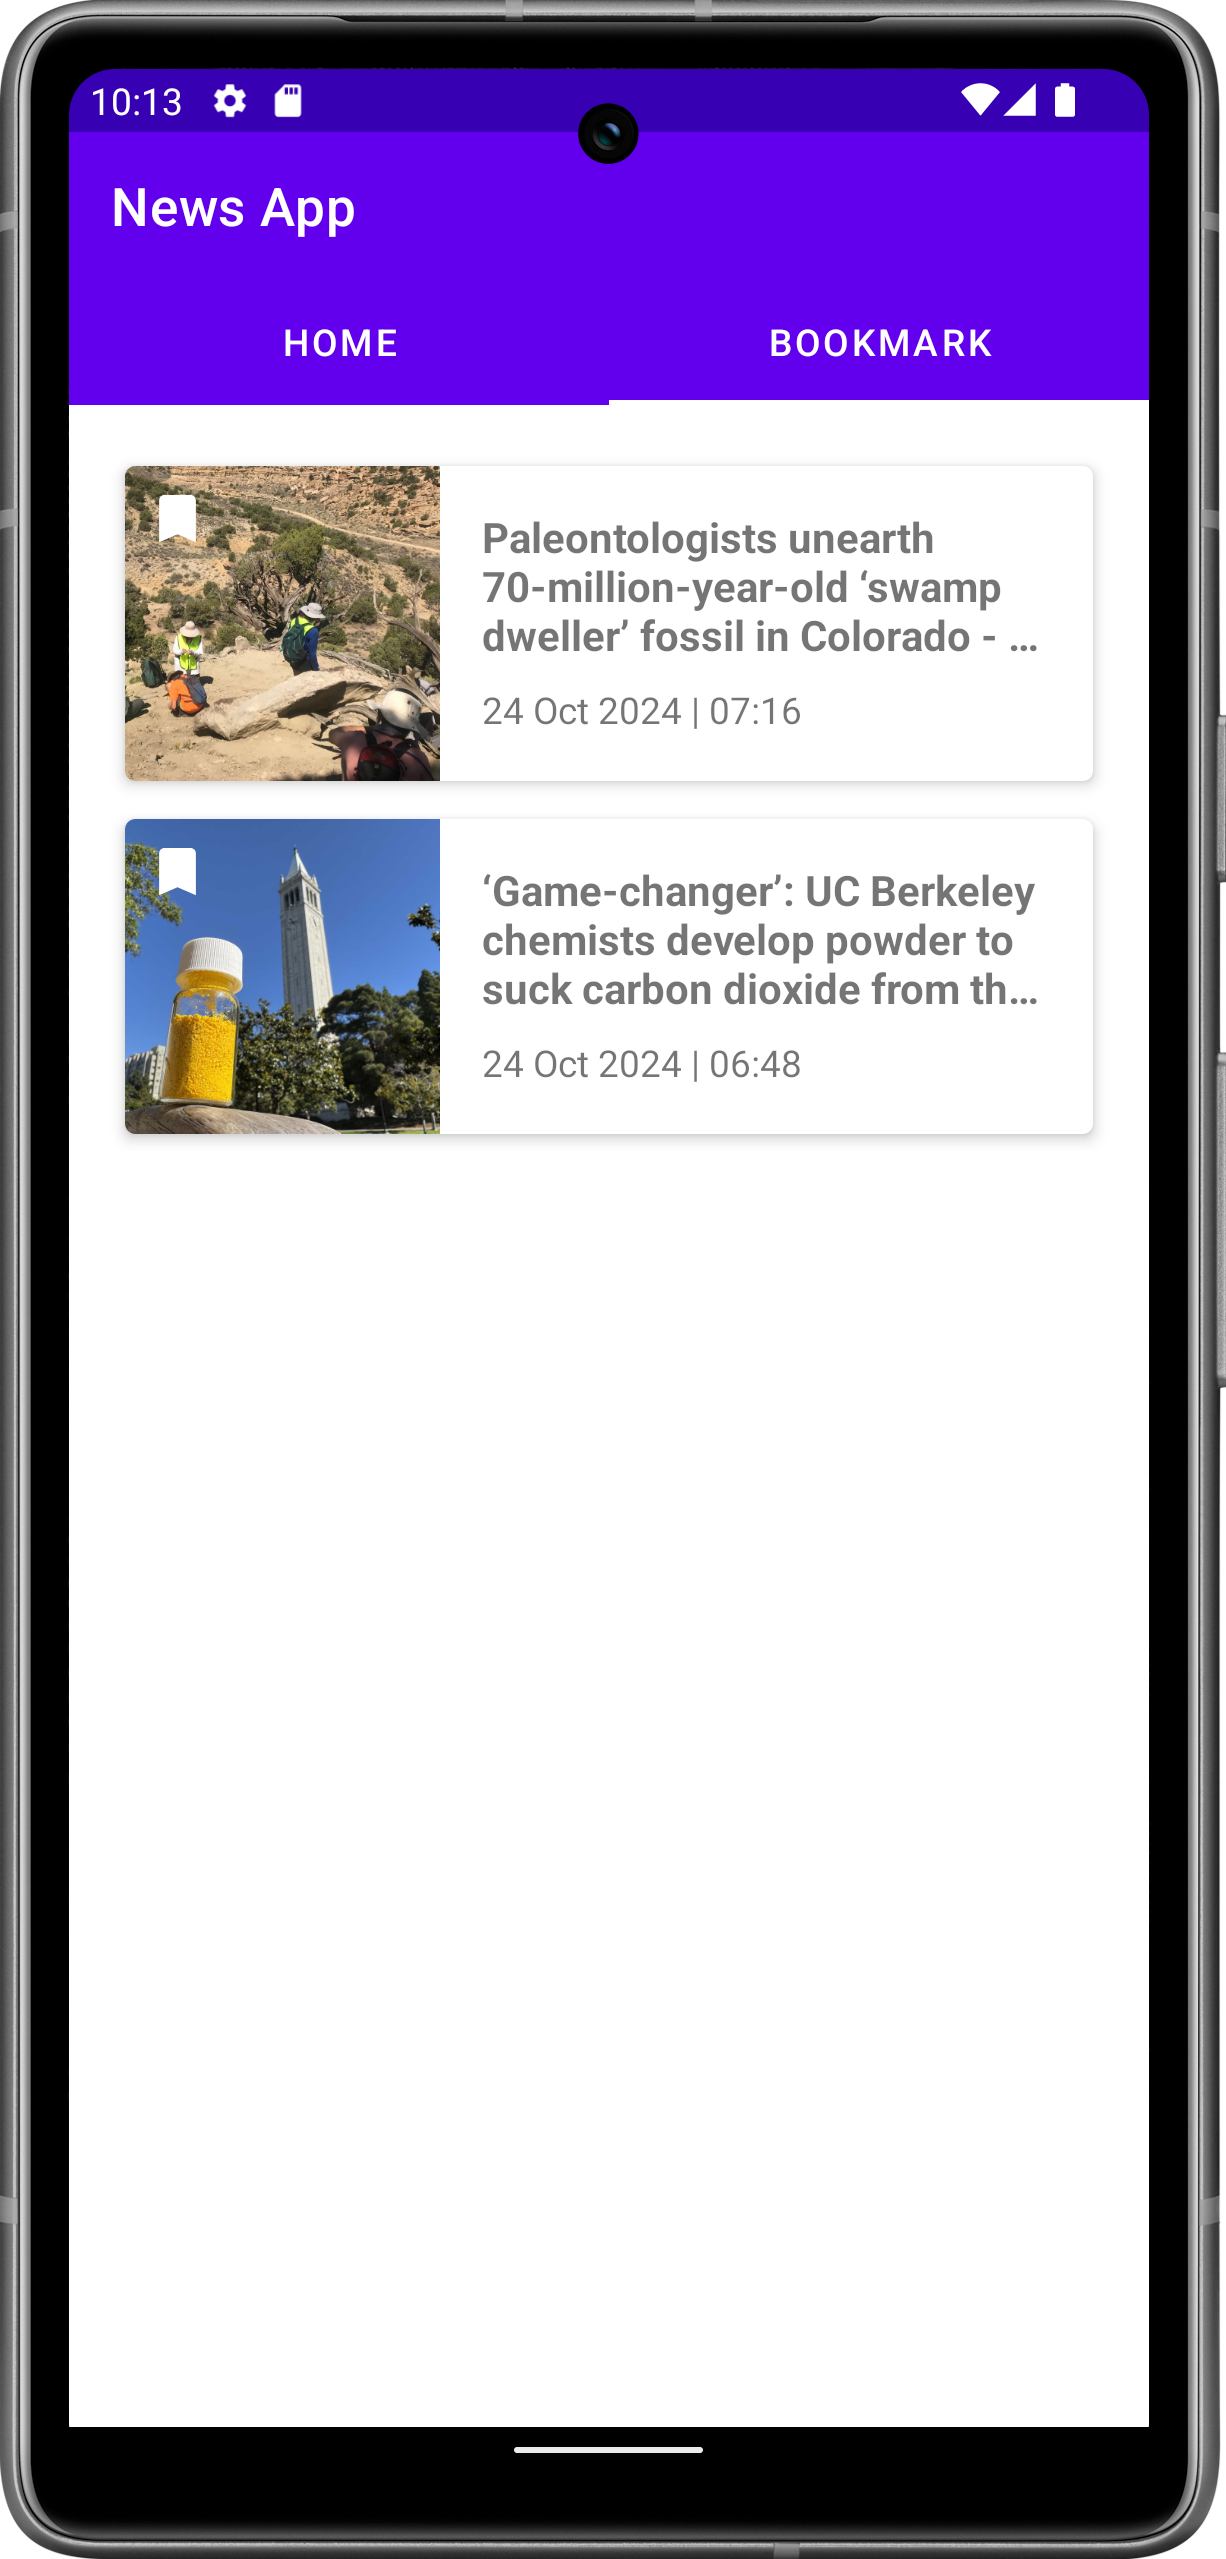 10:13
News App
HOME
BOOKMARK
Paleontologists unearth
70-million-year-old ‘swamp
dweller’ fossil in Colorado - ...
24 Oct 2024 | 07:16
‘Game-changer’: UC Berkeley
chemists develop powder to
suck carbon dioxide from th...
24 Oct 2024 | 06:48